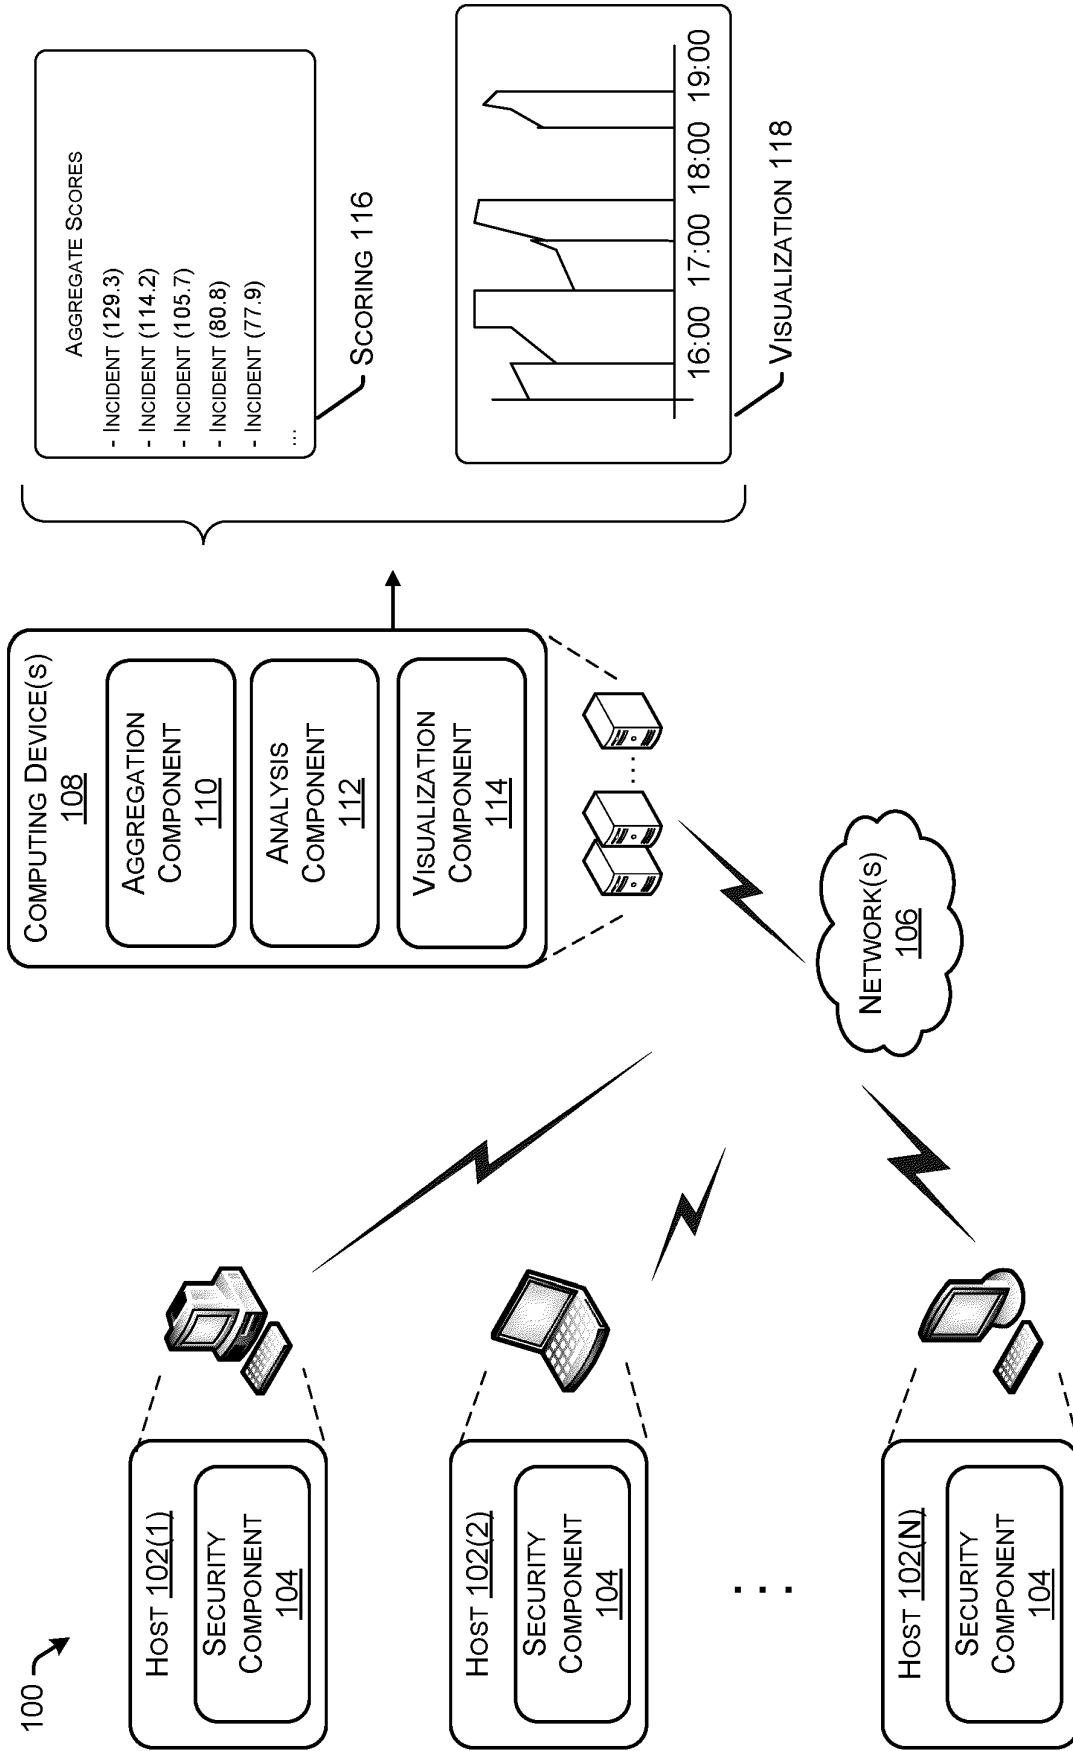 100
HOST 102(1)
SECURITY
COMPONENT
104
HOST 102(2)
SECURITY
COMPONENT
104
. . .
HOST 102(N)
SECURITY
COMPONENT
104
NETWORK(S)
106
COMPUTING DEVICE(S)
108
AGGREGATION
COMPONENT
110
ANALYSIS
COMPONENT
112
VISUALIZATION
COMPONENT
114
.....
AGGREGATE SCORES
- INCIDENT (129.3)
- INCIDENT (114.2)
- INCIDENT (105.7)
- INCIDENT (80.8)
- INCIDENT (77.9)
...
SCORING 116
16:00 17:00 18:00 19:00
VISUALIZATION 118